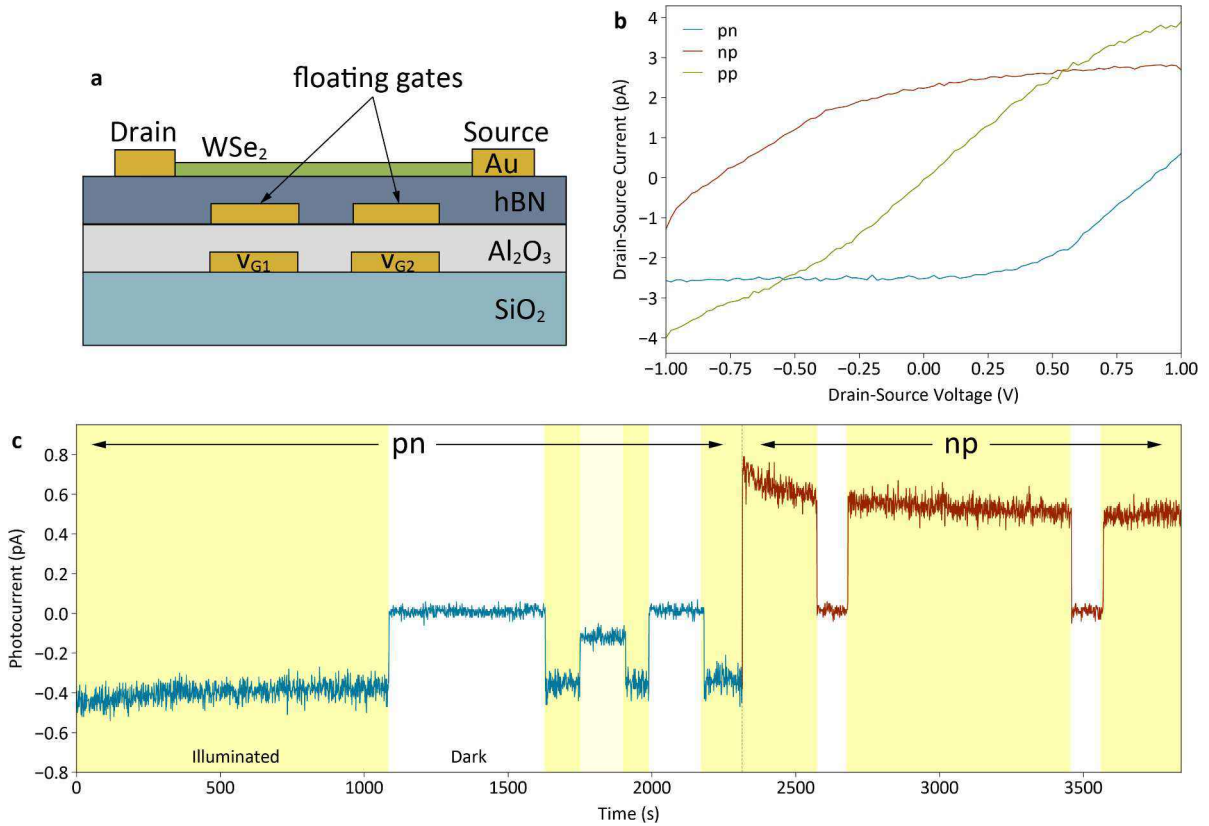 a
floating gates
Drain
WSe₂
Source
Au
hBN
Al₂O₃
V_G1
V_G2
SiO₂
b
pn
np
pp
4
3
2
1
0
−1
−2
−3
−4
Drain-Source Current (pA)
−1.00 −0.75 −0.50 −0.25 0.00 0.25 0.50 0.75 1.00
Drain-Source Voltage (V)
c
pn
np
0.8
0.6
0.4
0.2
0.0
−0.2
−0.4
−0.6
−0.8
Photocurrent (pA)
Illuminated
Dark
0 500 1000 1500 2000 2500 3000 3500
Time (s)